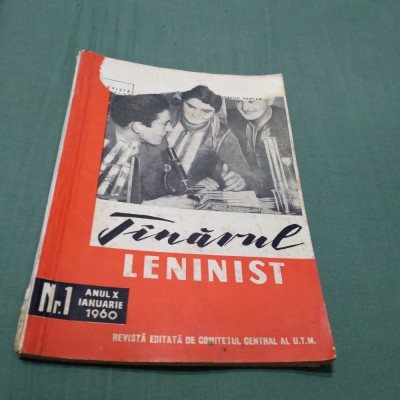 Tînărul
LENINIST
Nr.1
ANUL X
IANUARIE
1960
REVISTĂ EDITATĂ DE COMITETUL CENTRAL AL U.T.M.